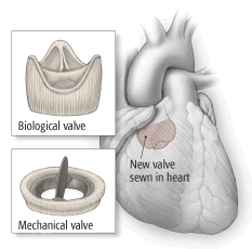 Biological valve
Mechanical valve
New valve
sewn in heart